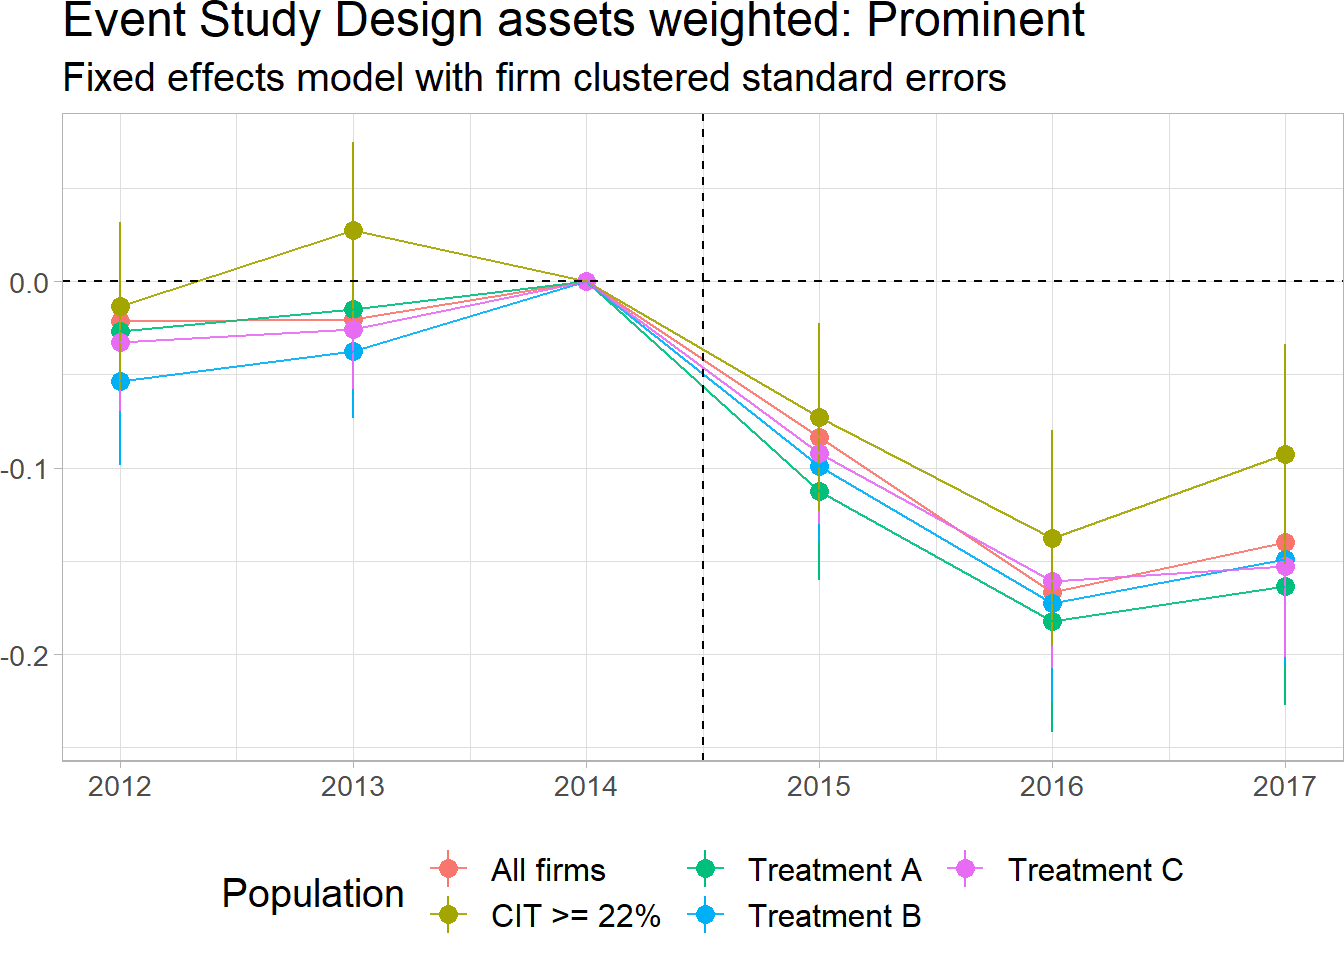 Event Study Design assets weighted: Prominent
Fixed effects model with firm clustered standard errors
0.0
-0.1
-0.2
2012 2013 2014 2015 2016 2017
Population
All firms Treatment A Treatment C
CIT >= 22% Treatment B